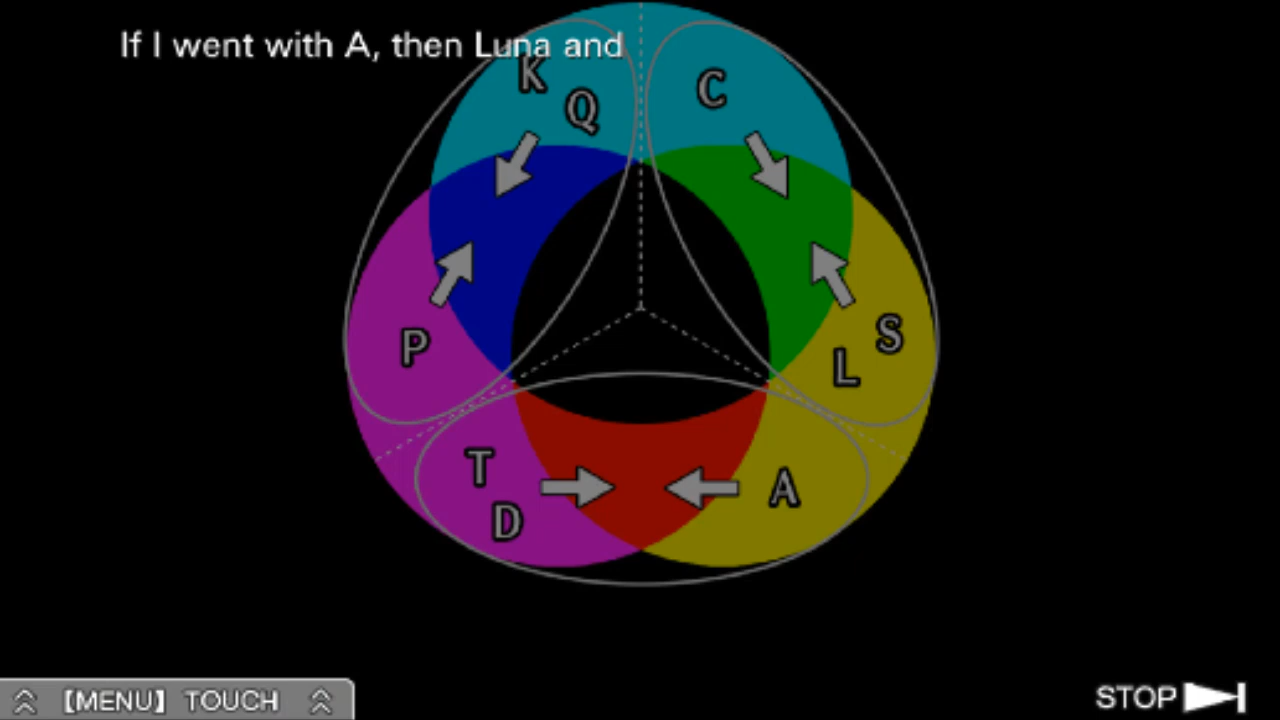 If I went with A, then Luna and
K
Q
C
P
S
L
T
D
A
【MENU】 TOUCH
STOP